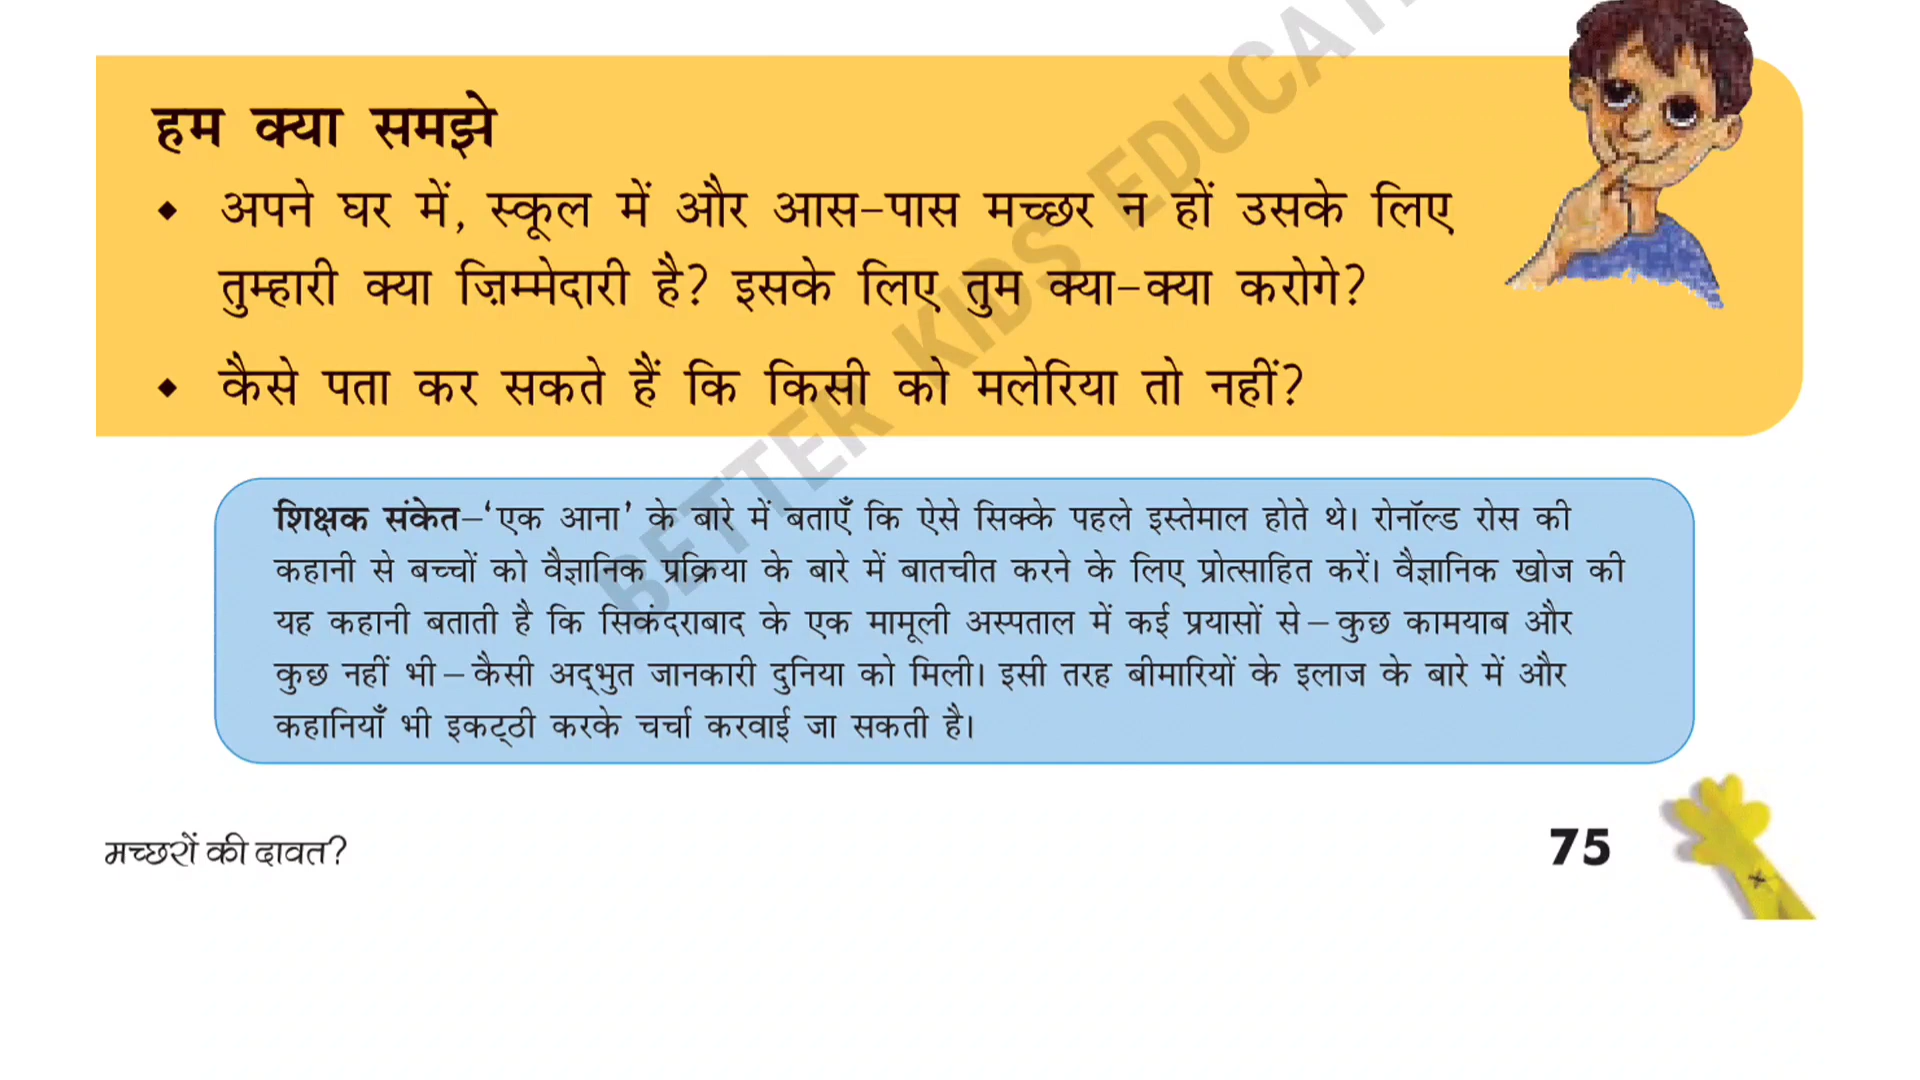 हम क्या समझे
◆ अपने घर में, स्कूल में और आस–पास मच्छर न हों उसके लिए
तुम्हारी क्या ज़िम्मेदारी है? इसके लिए तुम क्या–क्या करोगे?
◆ कैसे पता कर सकते हैं कि किसी को मलेरिया तो नहीं?
शिक्षक संकेत–‘एक आना’ के बारे में बताएँ कि ऐसे सिक्के पहले इस्तेमाल होते थे। रोनॉल्ड रोस की
कहानी से बच्चों को वैज्ञानिक प्रक्रिया के बारे में बातचीत करने के लिए प्रोत्साहित करें। वैज्ञानिक खोज की
यह कहानी बताती है कि सिकंदराबाद के एक मामूली अस्पताल में कई प्रयासों से – कुछ कामयाब और
कुछ नहीं भी – कैसी अद्‌भुत जानकारी दुनिया को मिली। इसी तरह बीमारियों के इलाज के बारे में और
कहानियाँ भी इकट्‌ठी करके चर्चा करवाई जा सकती है।
मच्छरों की दावत?
75
BETTER KIDS EDUCAT